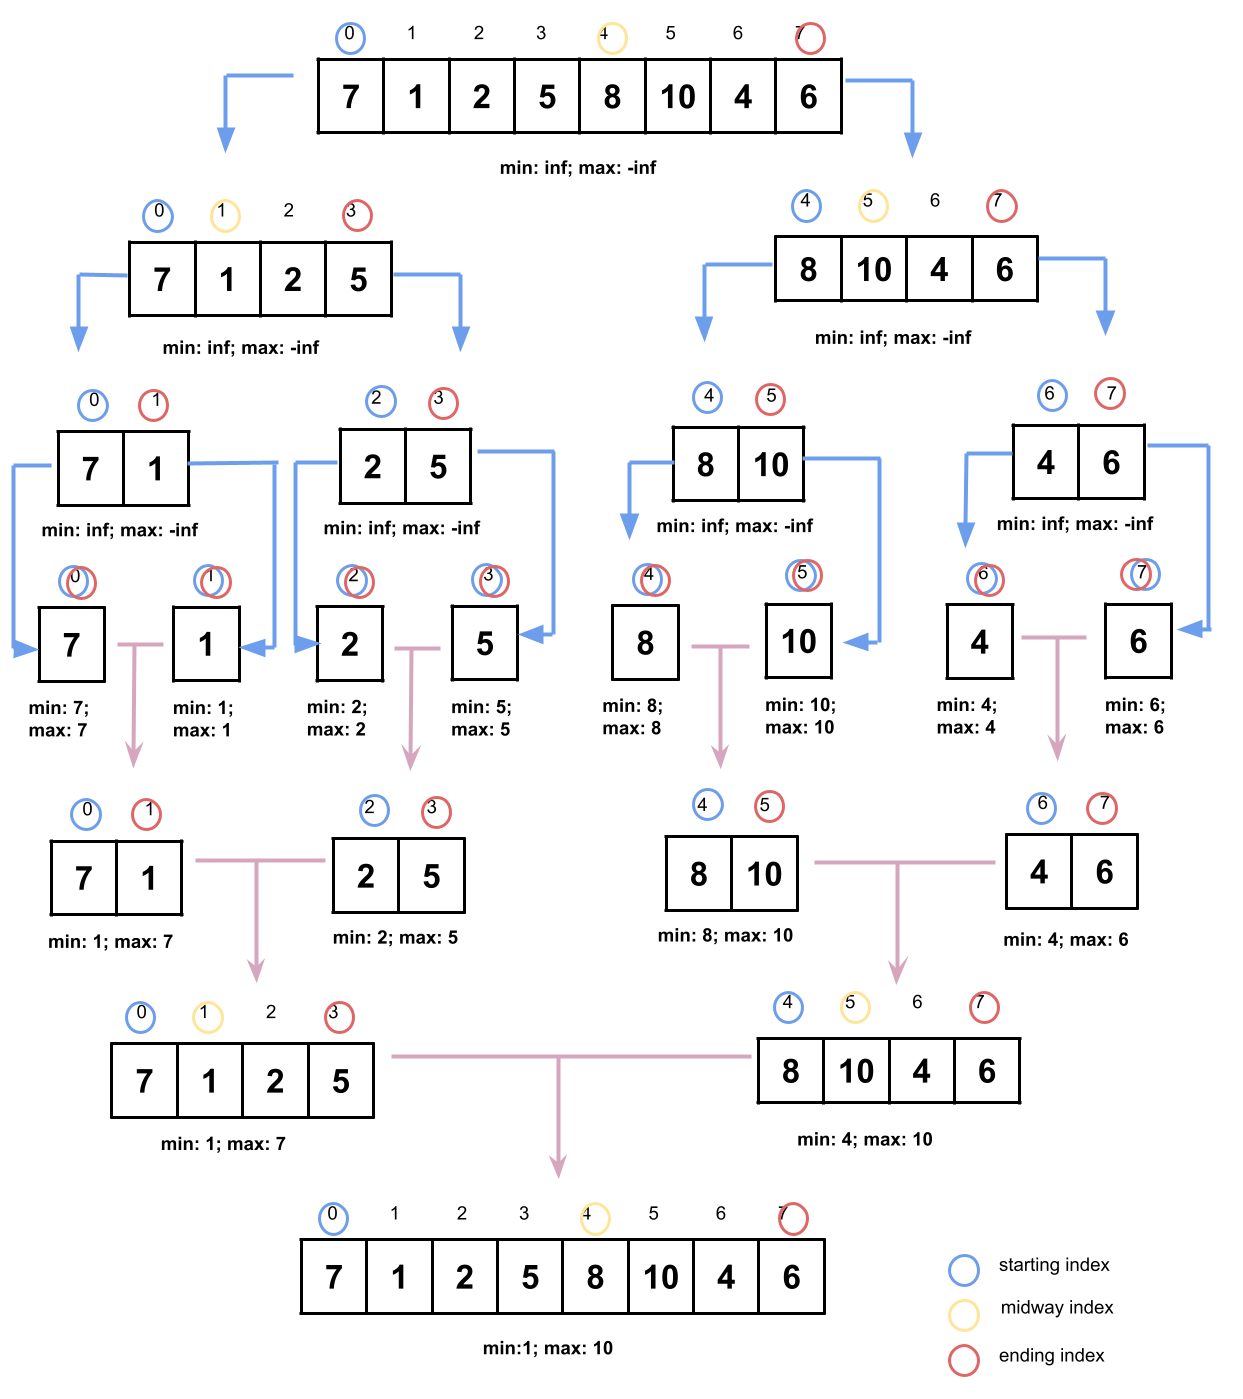 0 1 2 3 4 5 6 7
7 1 2 5 8 10 4 6
min: inf; max: -inf
0 1 2 3
7 1 2 5
min: inf; max: -inf
4 5 6 7
8 10 4 6
min: inf; max: -inf
0 1
7 1
min: inf; max: -inf
2 3
2 5
min: inf; max: -inf
4 5
8 10
min: inf; max: -inf
6 7
4 6
min: inf; max: -inf
0
7
min: 7;
max: 7
1
1
min: 1;
max: 1
2
2
min: 2;
max: 2
3
5
min: 5;
max: 5
4
8
min: 8;
max: 8
5
10
min: 10;
max: 10
6
4
min: 4;
max: 4
7
6
min: 6;
max: 6
0 1
7 1
min: 1; max: 7
2 3
2 5
min: 2; max: 5
4 5
8 10
min: 8; max: 10
6 7
4 6
min: 4; max: 6
0 1 2 3
7 1 2 5
min: 1; max: 7
4 5 6 7
8 10 4 6
min: 4; max: 10
0 1 2 3 4 5 6 7
7 1 2 5 8 10 4 6
min:1; max: 10
starting index
midway index
ending index